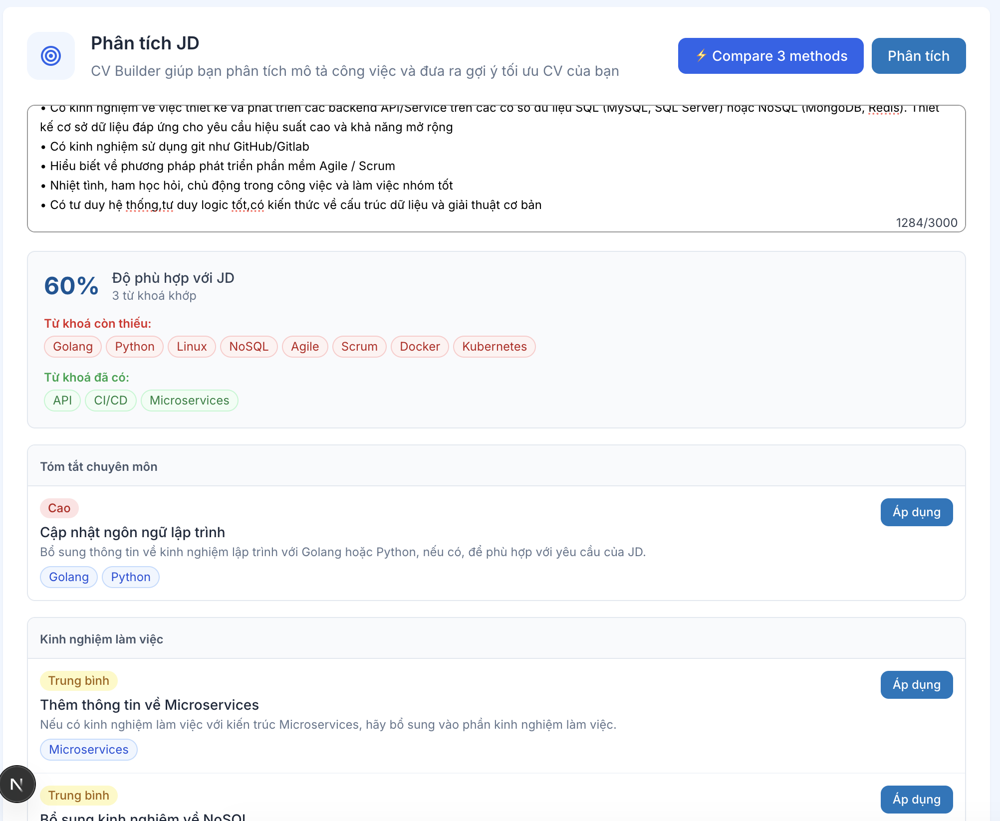 Phân tích JD
CV Builder giúp bạn phân tích mô tả công việc và đưa ra gợi ý tối ưu CV của bạn
⚡ Compare 3 methods
Phân tích
• Có kinh nghiệm về việc thiết kế và phát triển các backend API/Service trên các cơ sở dữ liệu SQL (MySQL, SQL Server) hoặc NoSQL (MongoDB, Redis). Thiết
kế cơ sở dữ liệu đáp ứng cho yêu cầu hiệu suất cao và khả năng mở rộng
• Có kinh nghiệm sử dụng git như GitHub/Gitlab
• Hiểu biết về phương pháp phát triển phần mềm Agile / Scrum
• Nhiệt tình, ham học hỏi, chủ động trong công việc và làm việc nhóm tốt
• Có tư duy hệ thống,tư duy logic tốt,có kiến thức về cấu trúc dữ liệu và giải thuật cơ bản
1284/3000
60%
Độ phù hợp với JD
3 từ khoá khớp
Từ khoá còn thiếu:
Golang Python Linux NoSQL Agile Scrum Docker Kubernetes
Từ khoá đã có:
API CI/CD Microservices
Tóm tắt chuyên môn
Cao
Áp dụng
Cập nhật ngôn ngữ lập trình
Bổ sung thông tin về kinh nghiệm lập trình với Golang hoặc Python, nếu có, để phù hợp với yêu cầu của JD.
Golang Python
Kinh nghiệm làm việc
Trung bình
Áp dụng
Thêm thông tin về Microservices
Nếu có kinh nghiệm làm việc với kiến trúc Microservices, hãy bổ sung vào phần kinh nghiệm làm việc.
Microservices
N
Trung bình
Áp dụng
Bổ sung kinh nghiệm về NoSQL